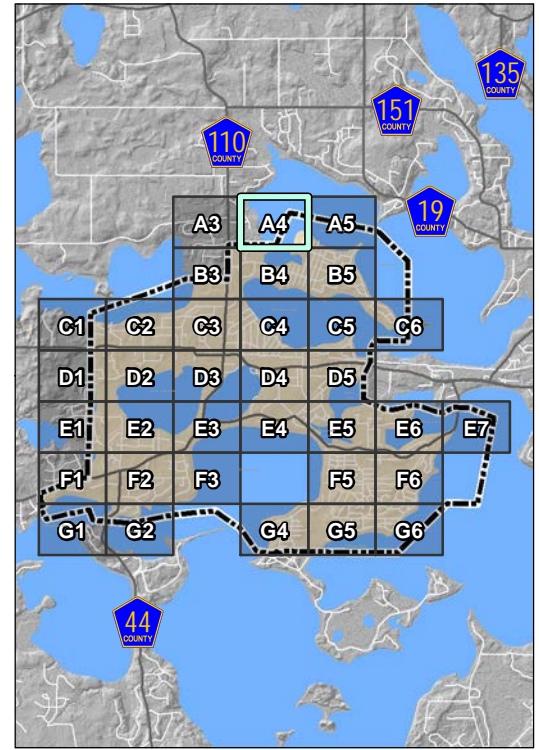 135
COUNTY
151
COUNTY
110
COUNTY
19
COUNTY
A3 A4 A5
B3 B4 B5
C1 C2 C3 C4 C5 C6
D1 D2 D3 D4 D5
E1 E2 E3 E4 E5 E6 E7
F1 F2 F3 F5 F6
G1 G2 G4 G5 G6
44
COUNTY